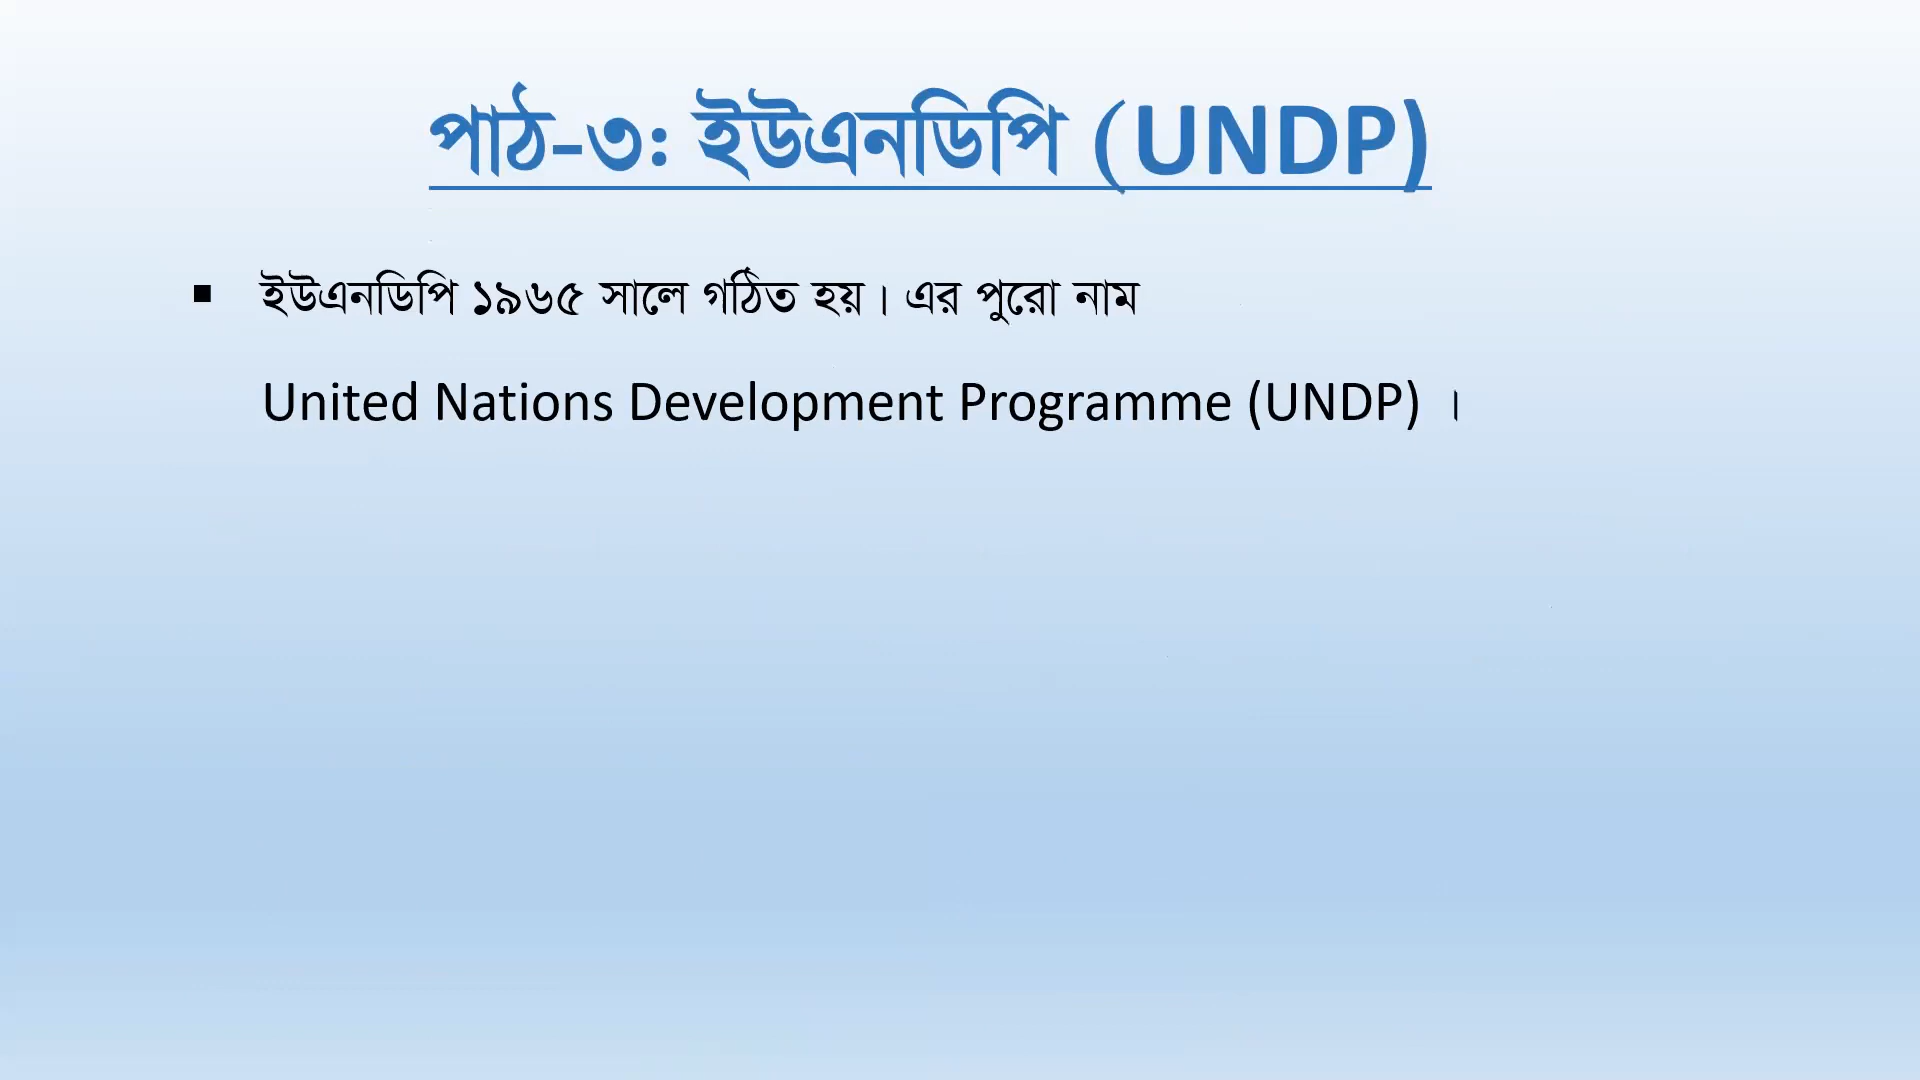 পাঠ-৩: ইউএনডিপি (UNDP)
▪ ইউএনডিপি ১৯৬৫ সালে গঠিত হয়। এর পুরো নাম
United Nations Development Programme (UNDP) ।